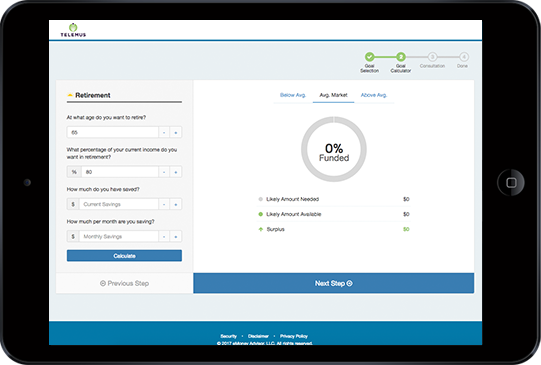 TELEMUS
Goal Selection
2
Goal Calculator
3
Consultation
4
Done
Retirement
At what age do you want to retire?
65
- +
What percentage of your current income do you
want in retirement?
% 80 - +
How much do you have saved?
$ Current Savings - +
How much per month are you saving?
$ Monthly Savings - +
Calculate
Previous Step
Below Avg. Avg. Market Above Avg.
0%
Funded
Likely Amount Needed $0
Likely Amount Available $0
Surplus $0
Next Step
Security • Disclaimer • Privacy Policy
© 2017 eMoney Advisor, LLC. All rights reserved.